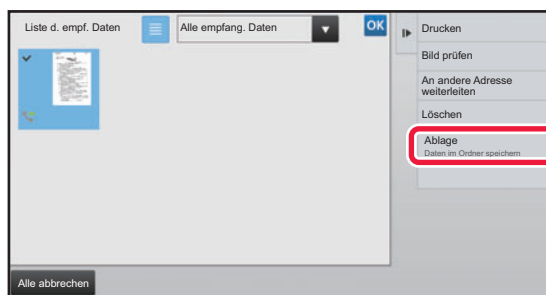 Liste d. empf. Daten
Alle empfang. Daten
OK
Drucken
Bild prüfen
An andere Adresse
weiterleiten
Löschen
Ablage
Daten im Ordner speichern
Alle abbrechen